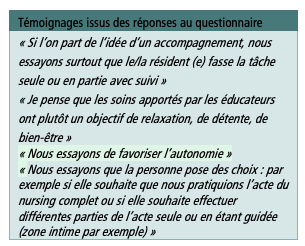 Témoignages issus des réponses au questionnaire
« Si l'on part de l'idée d'un accompagnement, nous
essayons surtout que le/la résident (e) fasse la tâche
seule ou en partie avec suivi »
« Je pense que les soins apportés par les éducateurs
ont plutôt un objectif de relaxation, de détente, de
bien-être »
« Nous essayons de favoriser l'autonomie »
« Nous essayons que la personne pose des choix : par
exemple si elle souhaite que nous pratiquions l'acte du
nursing complet ou si elle souhaite effectuer
différentes parties de l'acte seule ou en étant guidée
(zone intime par exemple) »